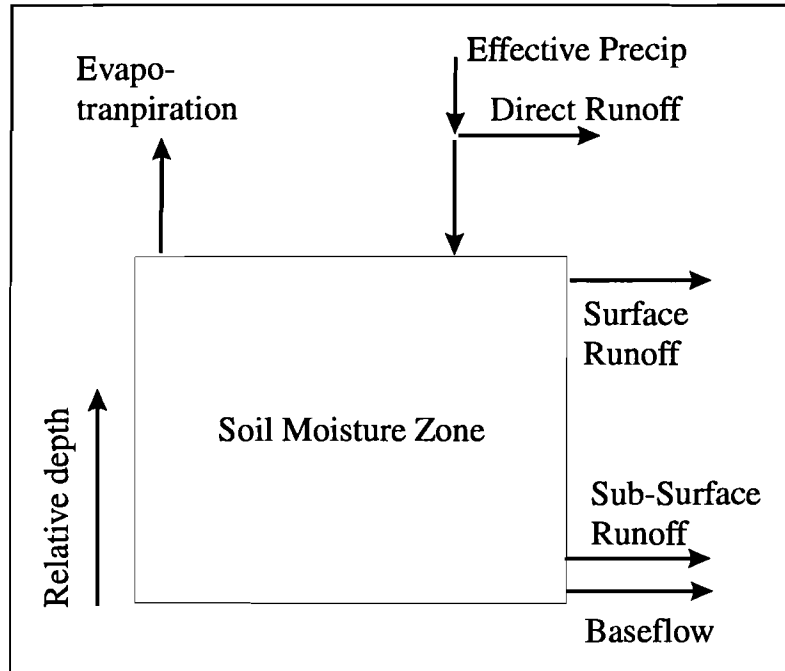 Effective Precip
Evapo-
tranpiration
Direct Runoff
Surface
Runoff
Relative depth
Soil Moisture Zone
Sub-Surface
Runoff
Baseflow